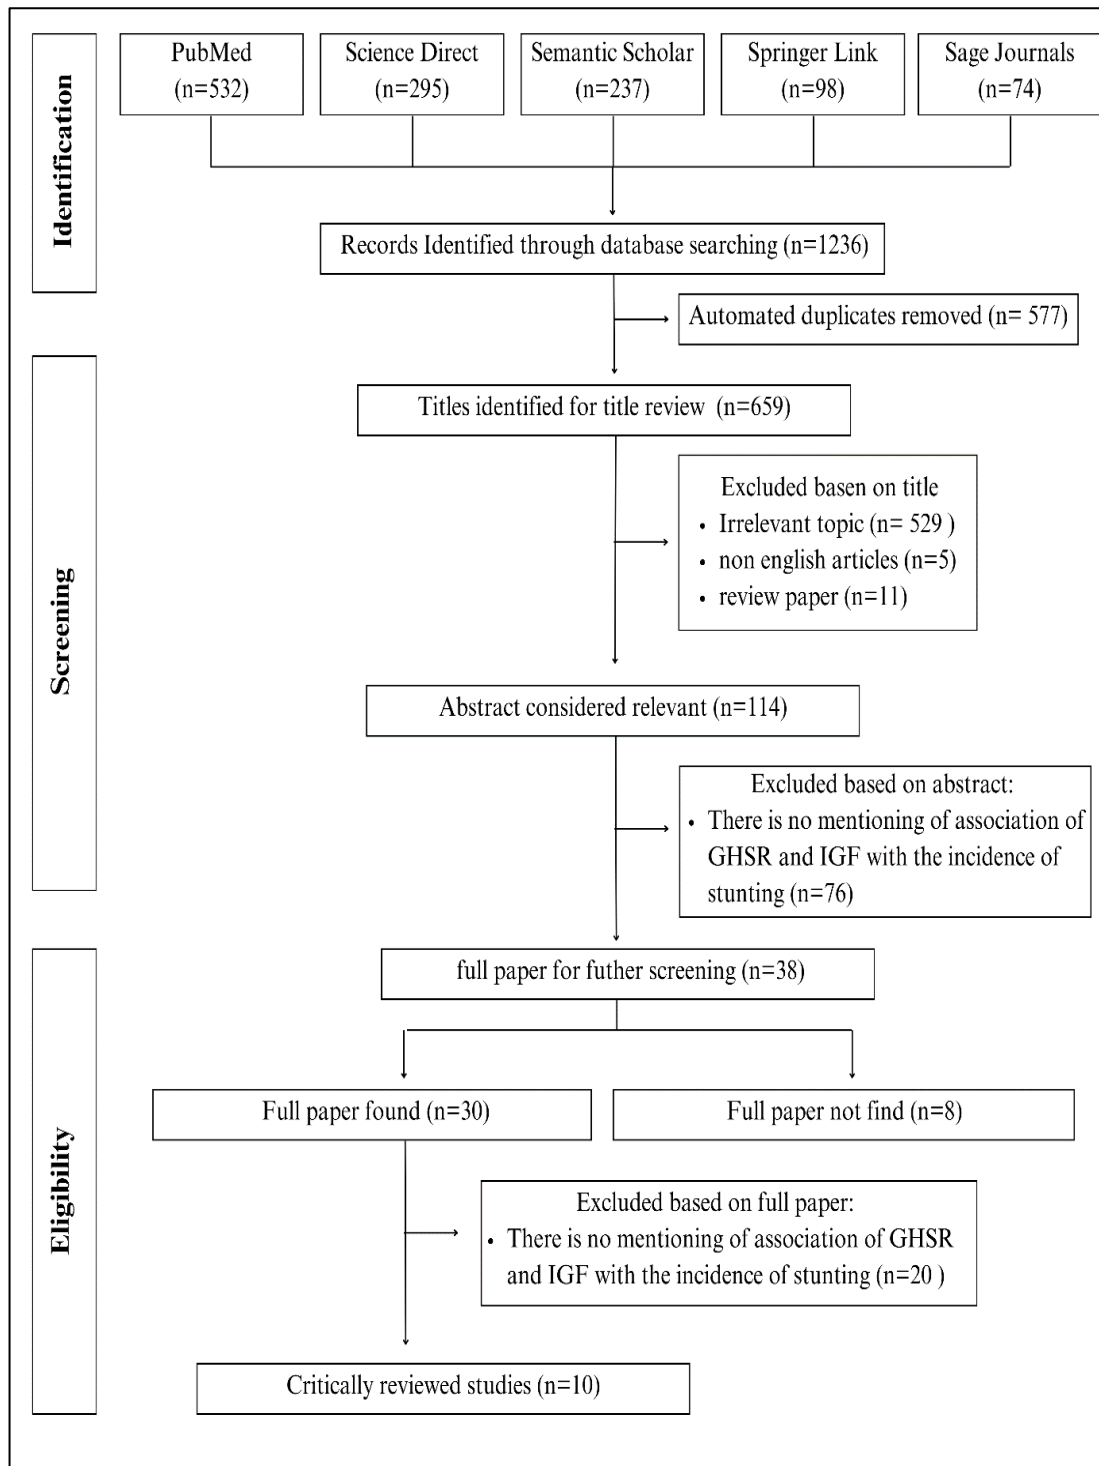 Identification
PubMed
(n=532)
Science Direct
(n=295)
Semantic Scholar
(n=237)
Springer Link
(n=98)
Sage Journals
(n=74)
Records Identified through database searching (n=1236)
Automated duplicates removed (n= 577)
Screening
Titles identified for title review (n=659)
Excluded basen on title
• Irrelevant topic (n= 529 )
• non english articles (n=5)
• review paper (n=11)
Abstract considered relevant (n=114)
Excluded based on abstract:
• There is no mentioning of association of
GHSR and IGF with the incidence of
stunting (n=76)
Eligibility
full paper for futher screening (n=38)
Full paper found (n=30)
Full paper not find (n=8)
Excluded based on full paper:
• There is no mentioning of association of GHSR
and IGF with the incidence of stunting (n=20 )
Critically reviewed studies (n=10)